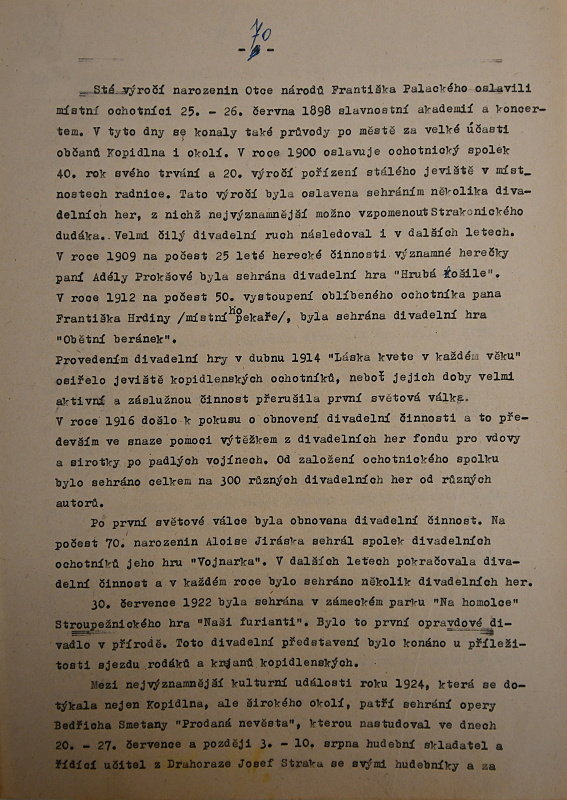 70
Sté výročí narozenin Otce národů Františka Palackého oslavili
místní ochotníci 25. - 26. června 1898 slavnostní akademií a koncer-
tem. V tyto dny se konaly také průvody po městě za velké účasti
občanů Kopidlna i okolí. V roce 1900 oslavuje ochotnický spolek
40. rok svého trvání a 20. výročí pořízení stálého jeviště v míst_
nostech radnice. Tato výročí byla oslavena sehráním několika diva-
delních her, z nichž nejvýznamnější možno vzpomenout Strakonického
dudáka. Velmi čilý divadelní ruch následoval i v dalších letech.
V roce 1909 na počest 25 leté herecké činnosti významné herečky
paní Adély Prokšové byla sehrána divadelní hra "Hrubá košile".
V roce 1912 na počest 50. vystoupení oblíbeného ochotníka pana
Františka Hrdiny /místního pekaře/, byla sehrána divadelní hra
"Obětní beránek".
Provedením divadelní hry v dubnu 1914 "Láska kvete v každém věku"
osiřelo jeviště kopidlenských ochotníků, neboť jejich doby velmi
aktivní a záslužnou činnost přerušila první světová válka.
V roce 1916 došlo k pokusu o obnovení divadelní činnosti a to pře-
devším ve snaze pomoci výtěžkem z divadelních her fondu pro vdovy
a sirotky po padlých vojínech. Od založení ochotnického spolku
bylo sehráno celkem na 300 různých divadelních her od různých
autorů.
Po první světové válce byla obnovana divadelní činnost. Na
počest 70. narozenin Aloise Jiráska sehrál spolek divadelních
ochotníků jeho hru "Vojnarka". V dalších letech pokračovala diva-
delní činnost a v každém roce bylo sehráno několik divadelních her.
30. července 1922 byla sehrána v zámeckém parku "Na homolce"
Stroupežnického hra "Naši furianti". Bylo to první opravdové di-
vadlo v přírodě. Toto divadelní představení bylo konáno u příleži-
tosti sjezdu rodáků a krajanů kopidlenských.
Mezi nejvýznamnější kulturní události roku 1924, která se do-
týkala nejen Kopidlna, ale širokého okolí, patří sehrání opery
Bedřicha Smetany "Prodaná nevěsta", kterou nastudoval ve dnech
20. - 27. července a později 3. - 10. srpna hudební skladatel a
řídící učitel z Drahoraze Josef Straka se svými hudebníky a za